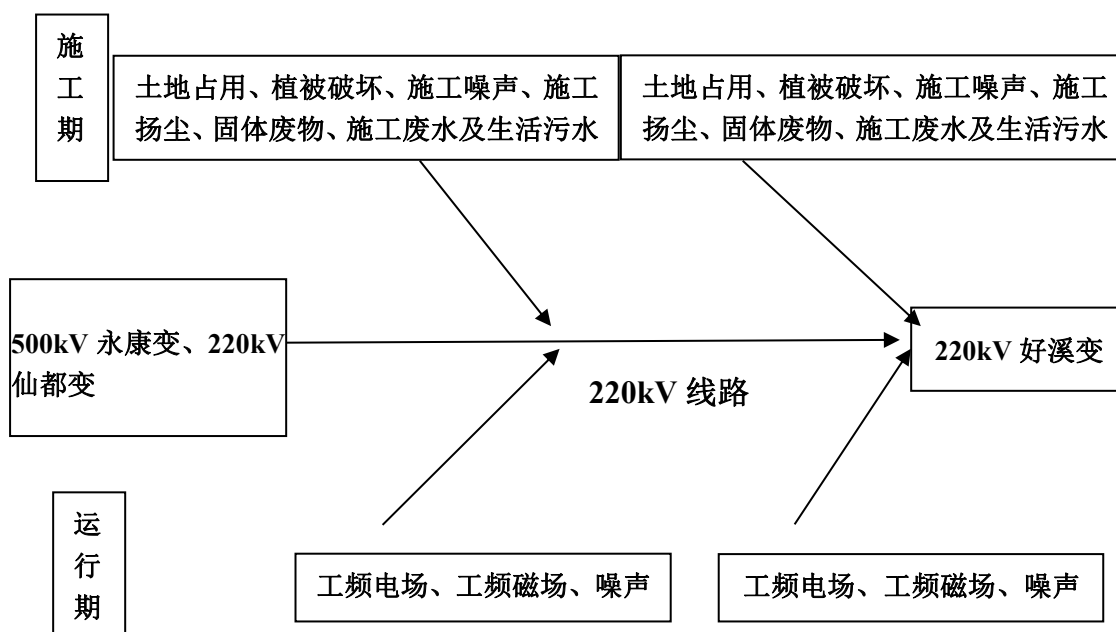 施
工
期
土地占用、植被破坏、施工噪声、施工
扬尘、固体废物、施工废水及生活污水
土地占用、植被破坏、施工噪声、施工
扬尘、固体废物、施工废水及生活污水
500kV 永康变、220kV
仙都变
220kV 线路
220kV 好溪变
运
行
期
工频电场、工频磁场、噪声
工频电场、工频磁场、噪声